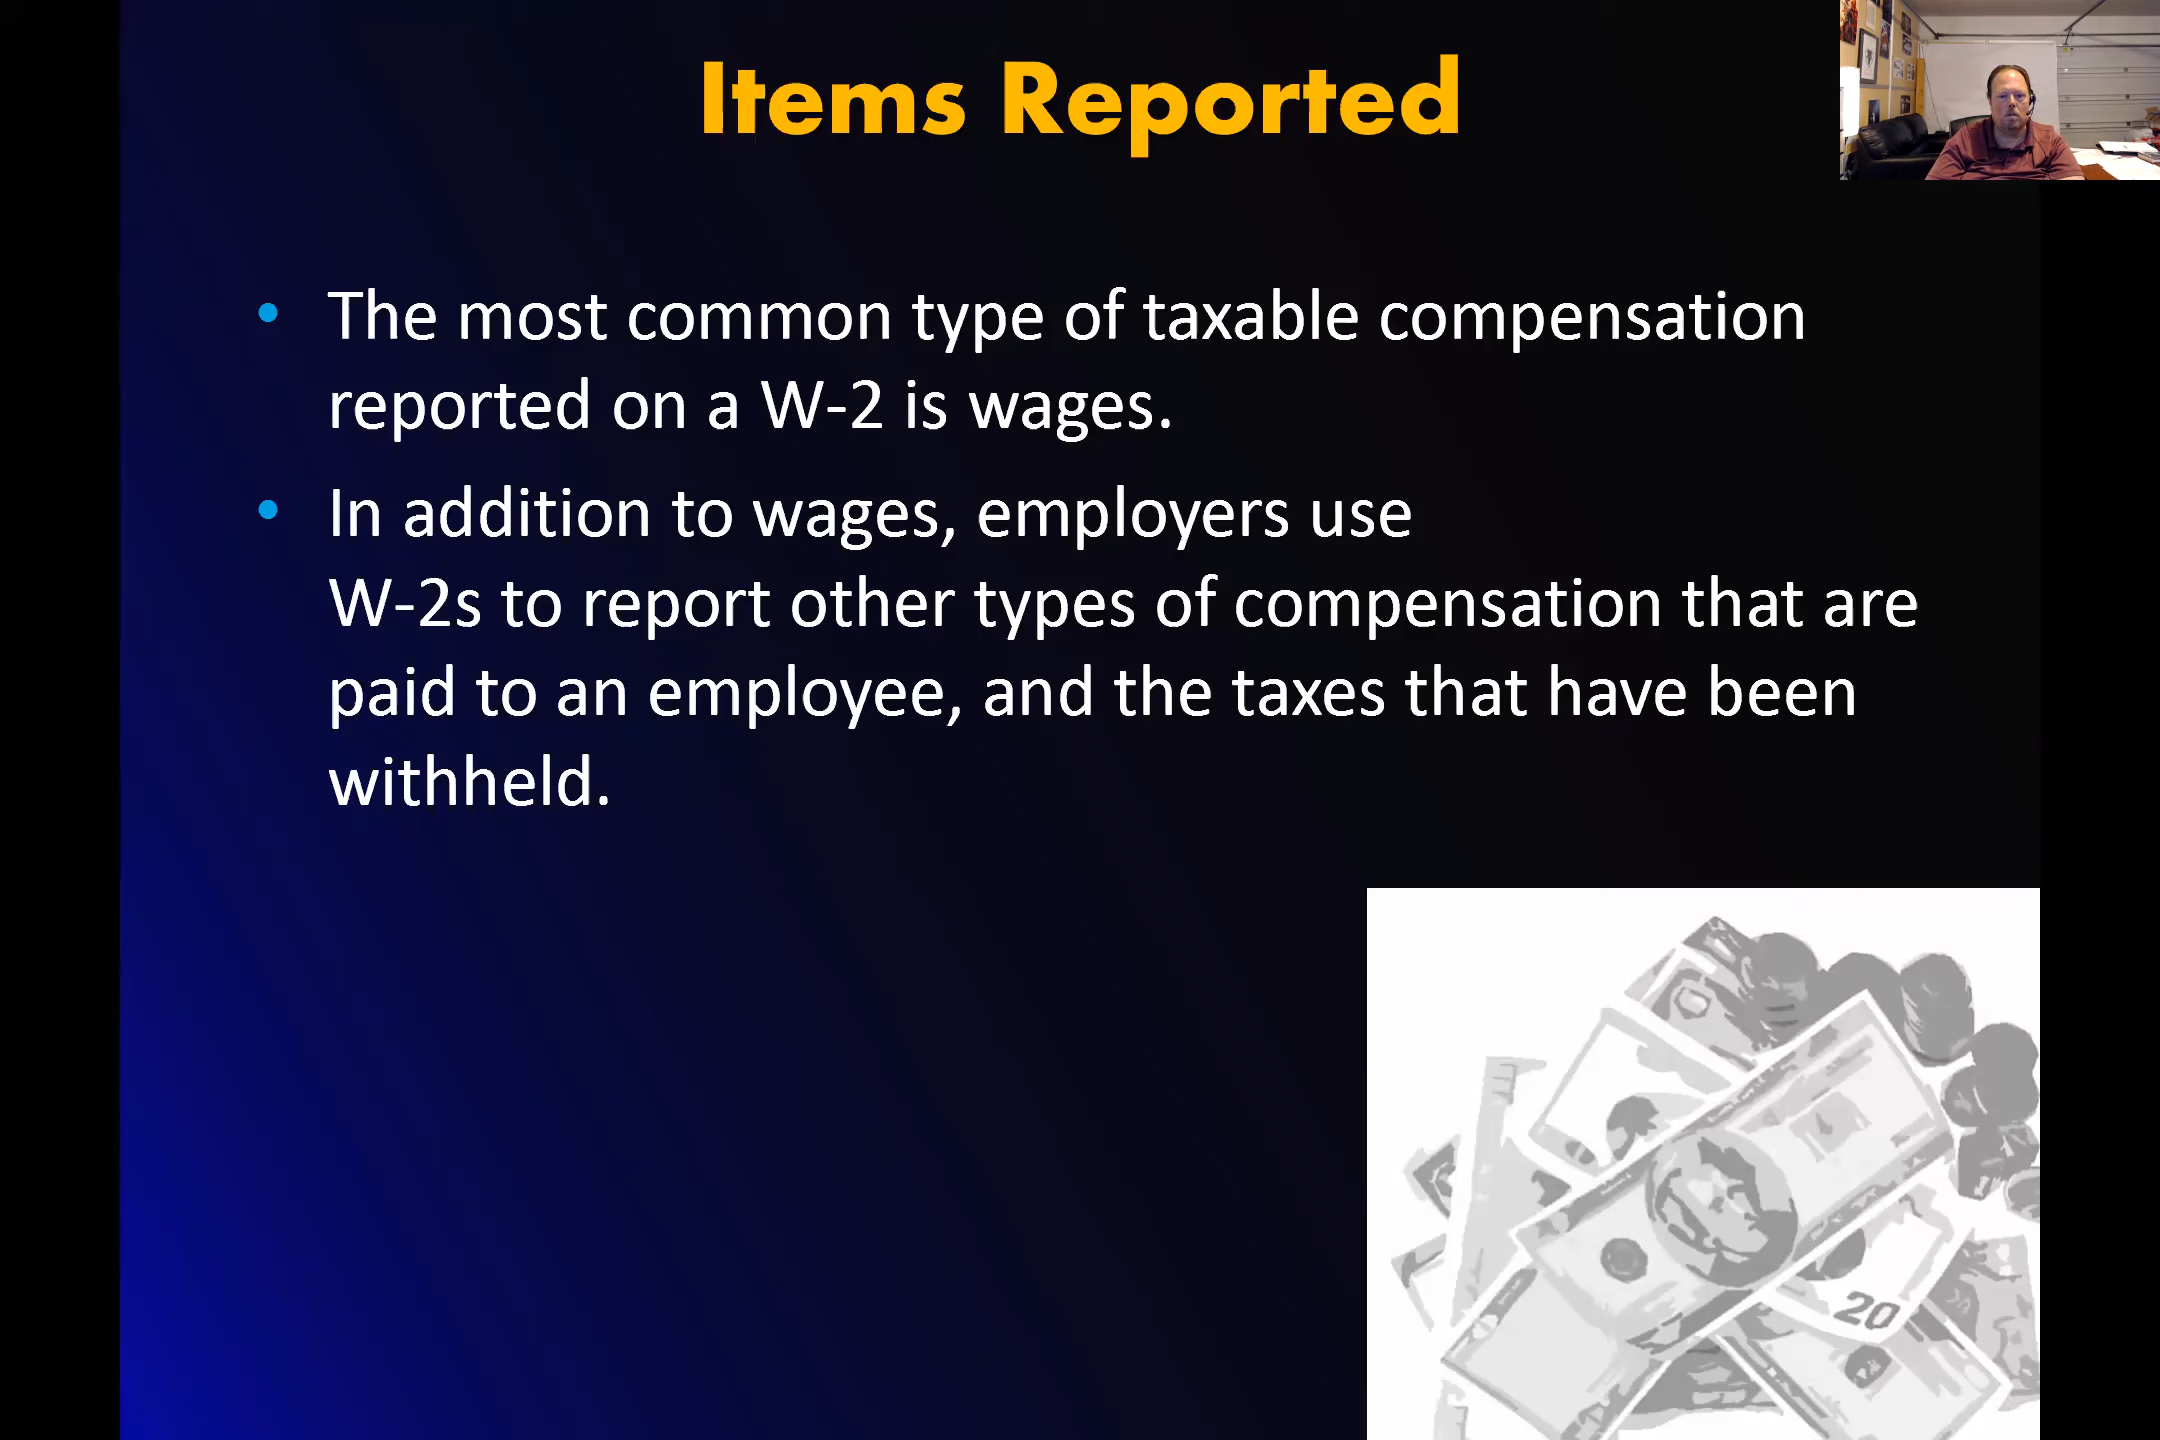 Items Reported
• The most common type of taxable compensation
reported on a W-2 is wages.
• In addition to wages, employers use
W-2s to report other types of compensation that are
paid to an employee, and the taxes that have been
withheld.
20